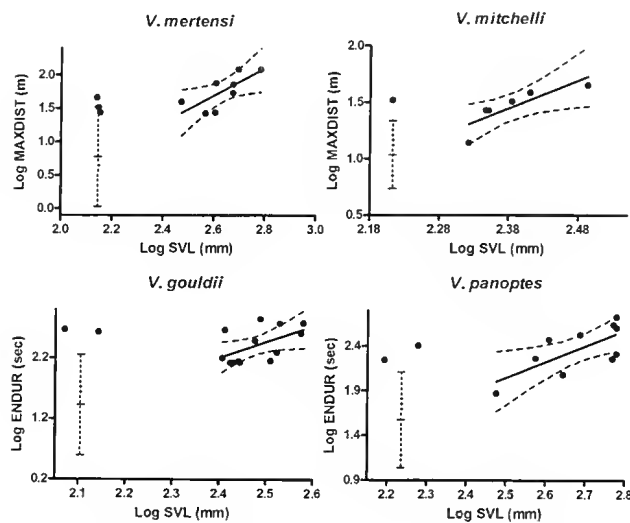 V. mertensi
Log MAXDIST (m)
2.0
1.5
1.0
0.5
0.0
2.0 2.2 2.4 2.6 2.8 3.0
Log SVL (mm)
V. mitchelli
Log MAXDIST (m)
2.0
1.5
1.0
0.5
2.18 2.28 2.38 2.48
Log SVL (mm)
V. gouldii
Log ENDUR (sec)
2.2
1.2
0.2
2.1 2.2 2.3 2.4 2.5 2.6
Log SVL (mm)
V. panoptes
Log ENDUR (sec)
2.4
1.9
1.4
0.9
2.2 2.3 2.4 2.5 2.6 2.7 2.8
Log SVL (mm)